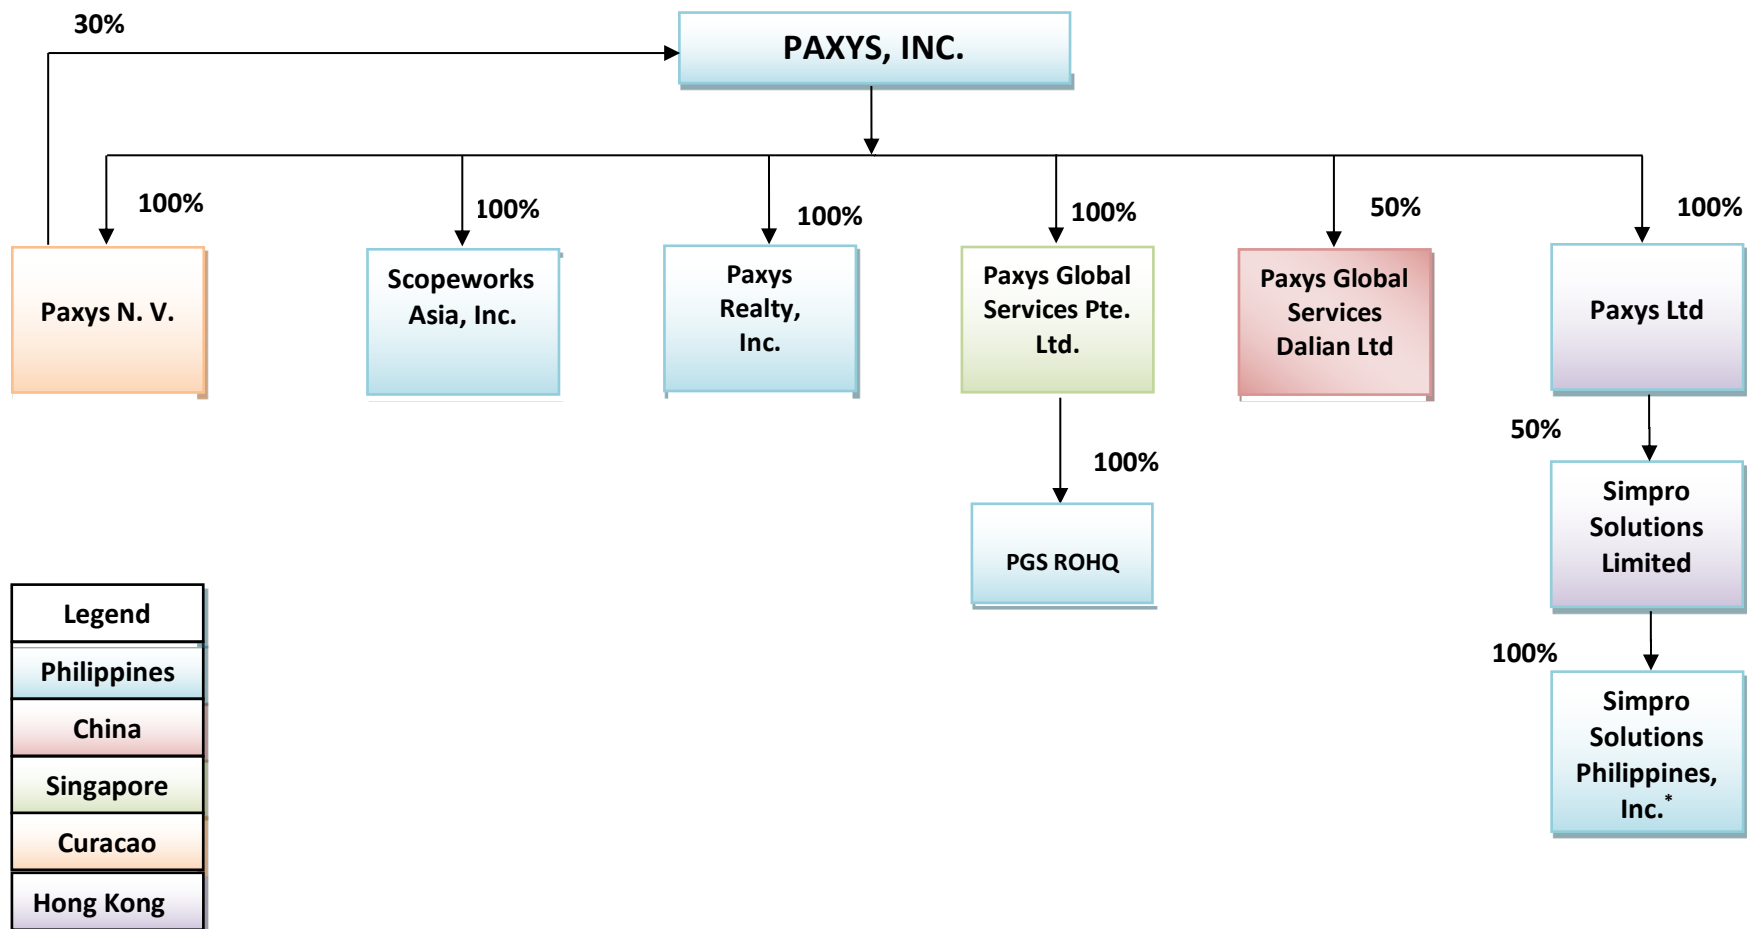 30%
PAXYS, INC.
100%
100%
100%
100%
50%
100%
Paxys N. V.
Scopeworks
Asia, Inc.
Paxys
Realty,
Inc.
Paxys Global
Services Pte.
Ltd.
Paxys Global
Services
Dalian Ltd
Paxys Ltd
100%
PGS ROHQ
50%
Simpro
Solutions
Limited
100%
Simpro
Solutions
Philippines,
Inc.*
Legend
Philippines
China
Singapore
Curacao
Hong Kong